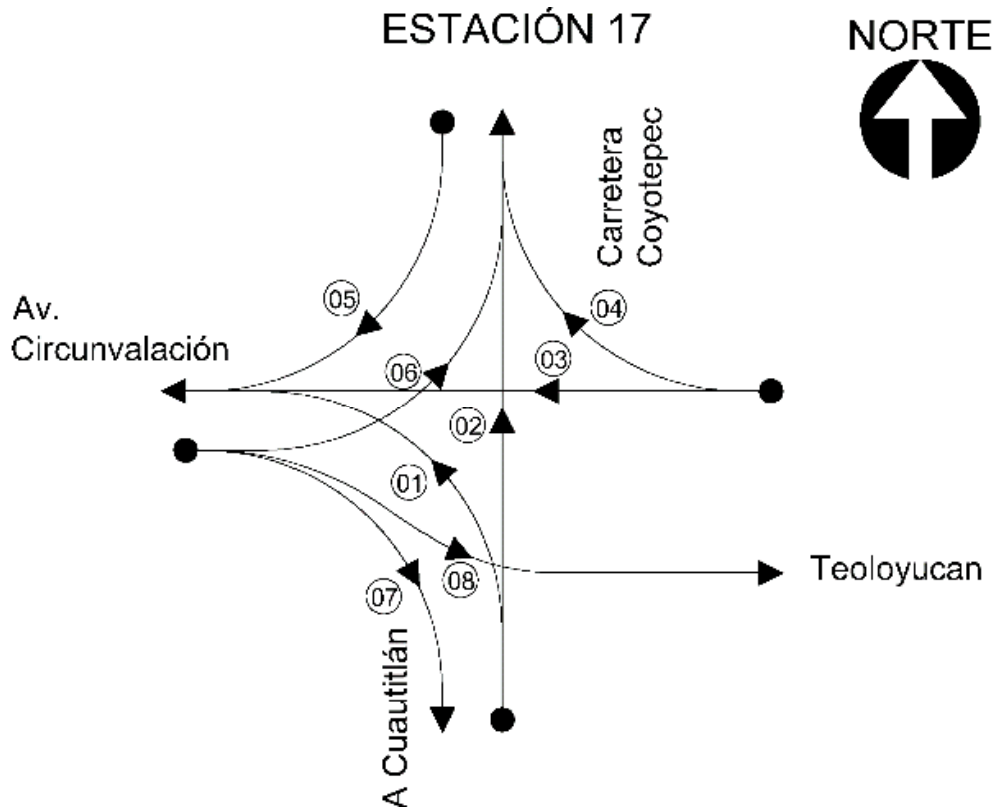 ESTACIÓN 17
NORTE
Carretera
Coyotepec
05
04
Av.
Circunvalación
06
03
02
01
08
07
Teoloyucan
A Cuautitlán